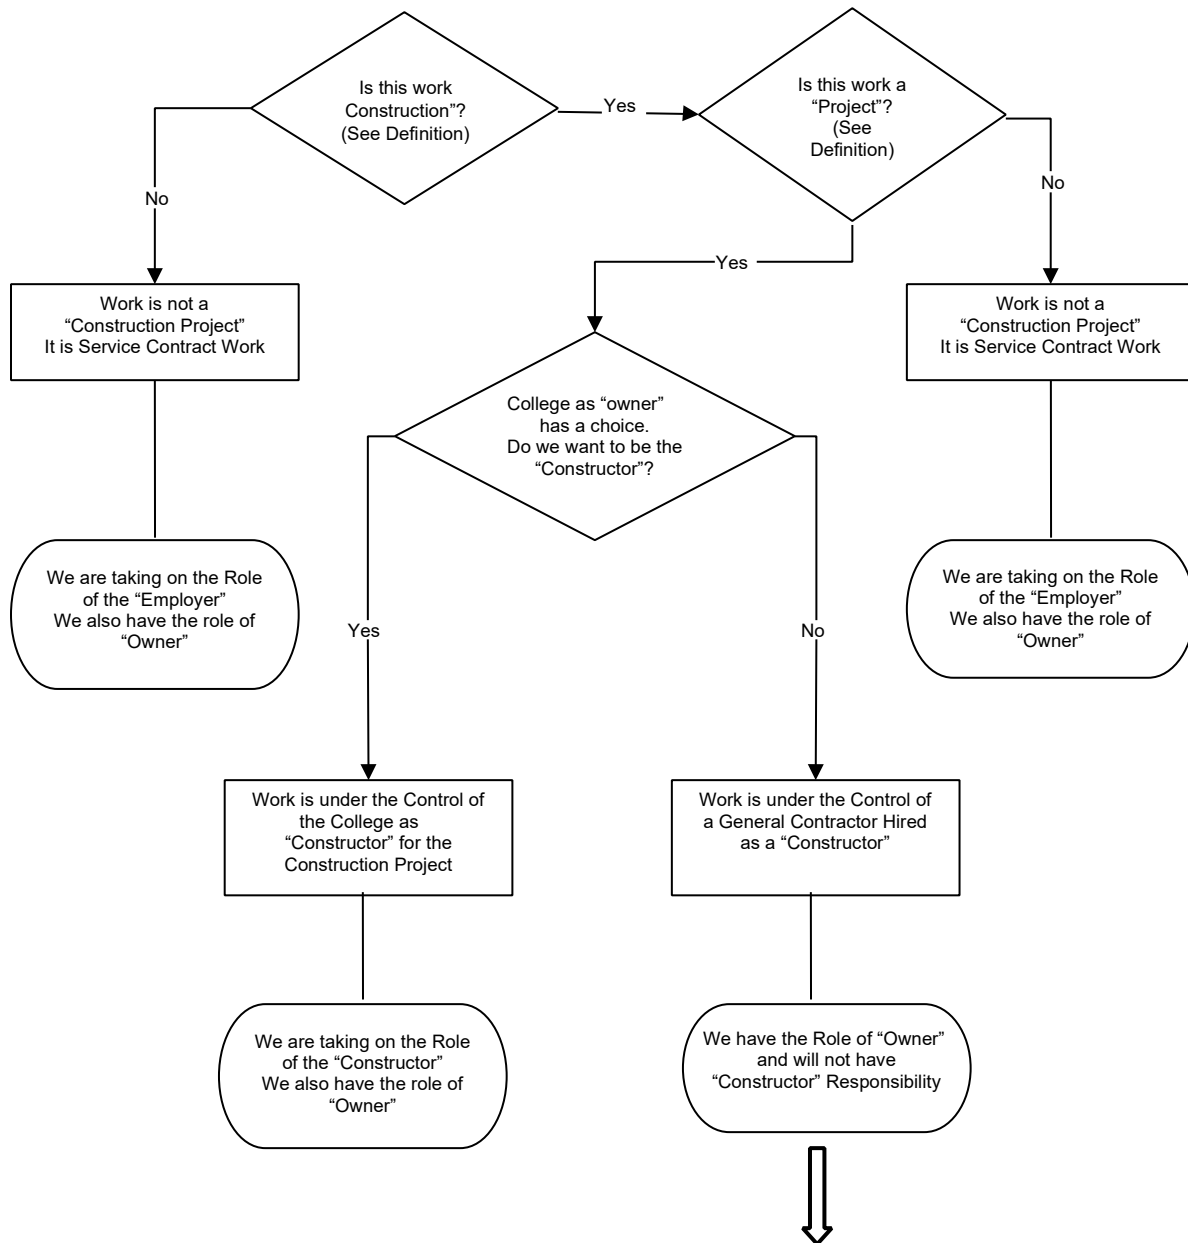 Is this work
Construction”?
(See Definition)
Yes
Is this work a
“Project”?
(See
Definition)
No
No
Yes
Work is not a
“Construction Project”
It is Service Contract Work
Work is not a
“Construction Project”
It is Service Contract Work
College as “owner”
has a choice.
Do we want to be the
“Constructor”?
We are taking on the Role
of the “Employer”
We also have the role of
“Owner”
We are taking on the Role
of the “Employer”
We also have the role of
“Owner”
Yes
No
Work is under the Control of
the College as
“Constructor” for the
Construction Project
Work is under the Control of
a General Contractor Hired
as a “Constructor”
We are taking on the Role
of the “Constructor”
We also have the role of
“Owner”
We have the Role of “Owner”
and will not have
“Constructor” Responsibility